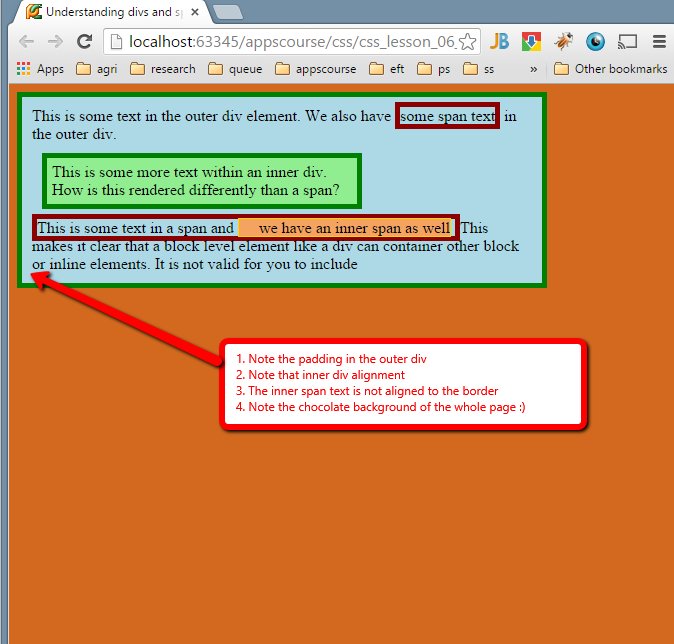 Understanding divs and sp
localhost:63345/appscourse/css/css_lesson_06_
JB
Apps agri research queue appscourse eft ps ss » Other bookmarks
This is some text in the outer div element. We also have some span text in
the outer div.
This is some more text within an inner div.
How is this rendered differently than a span?
This is some text in a span and we have an inner span as well This
makes it clear that a block level element like a div can container other block
or inline elements. It is not valid for you to include
1. Note the padding in the outer div
2. Note that inner div alignment
3. The inner span text is not aligned to the border
4. Note the chocolate background of the whole page :)